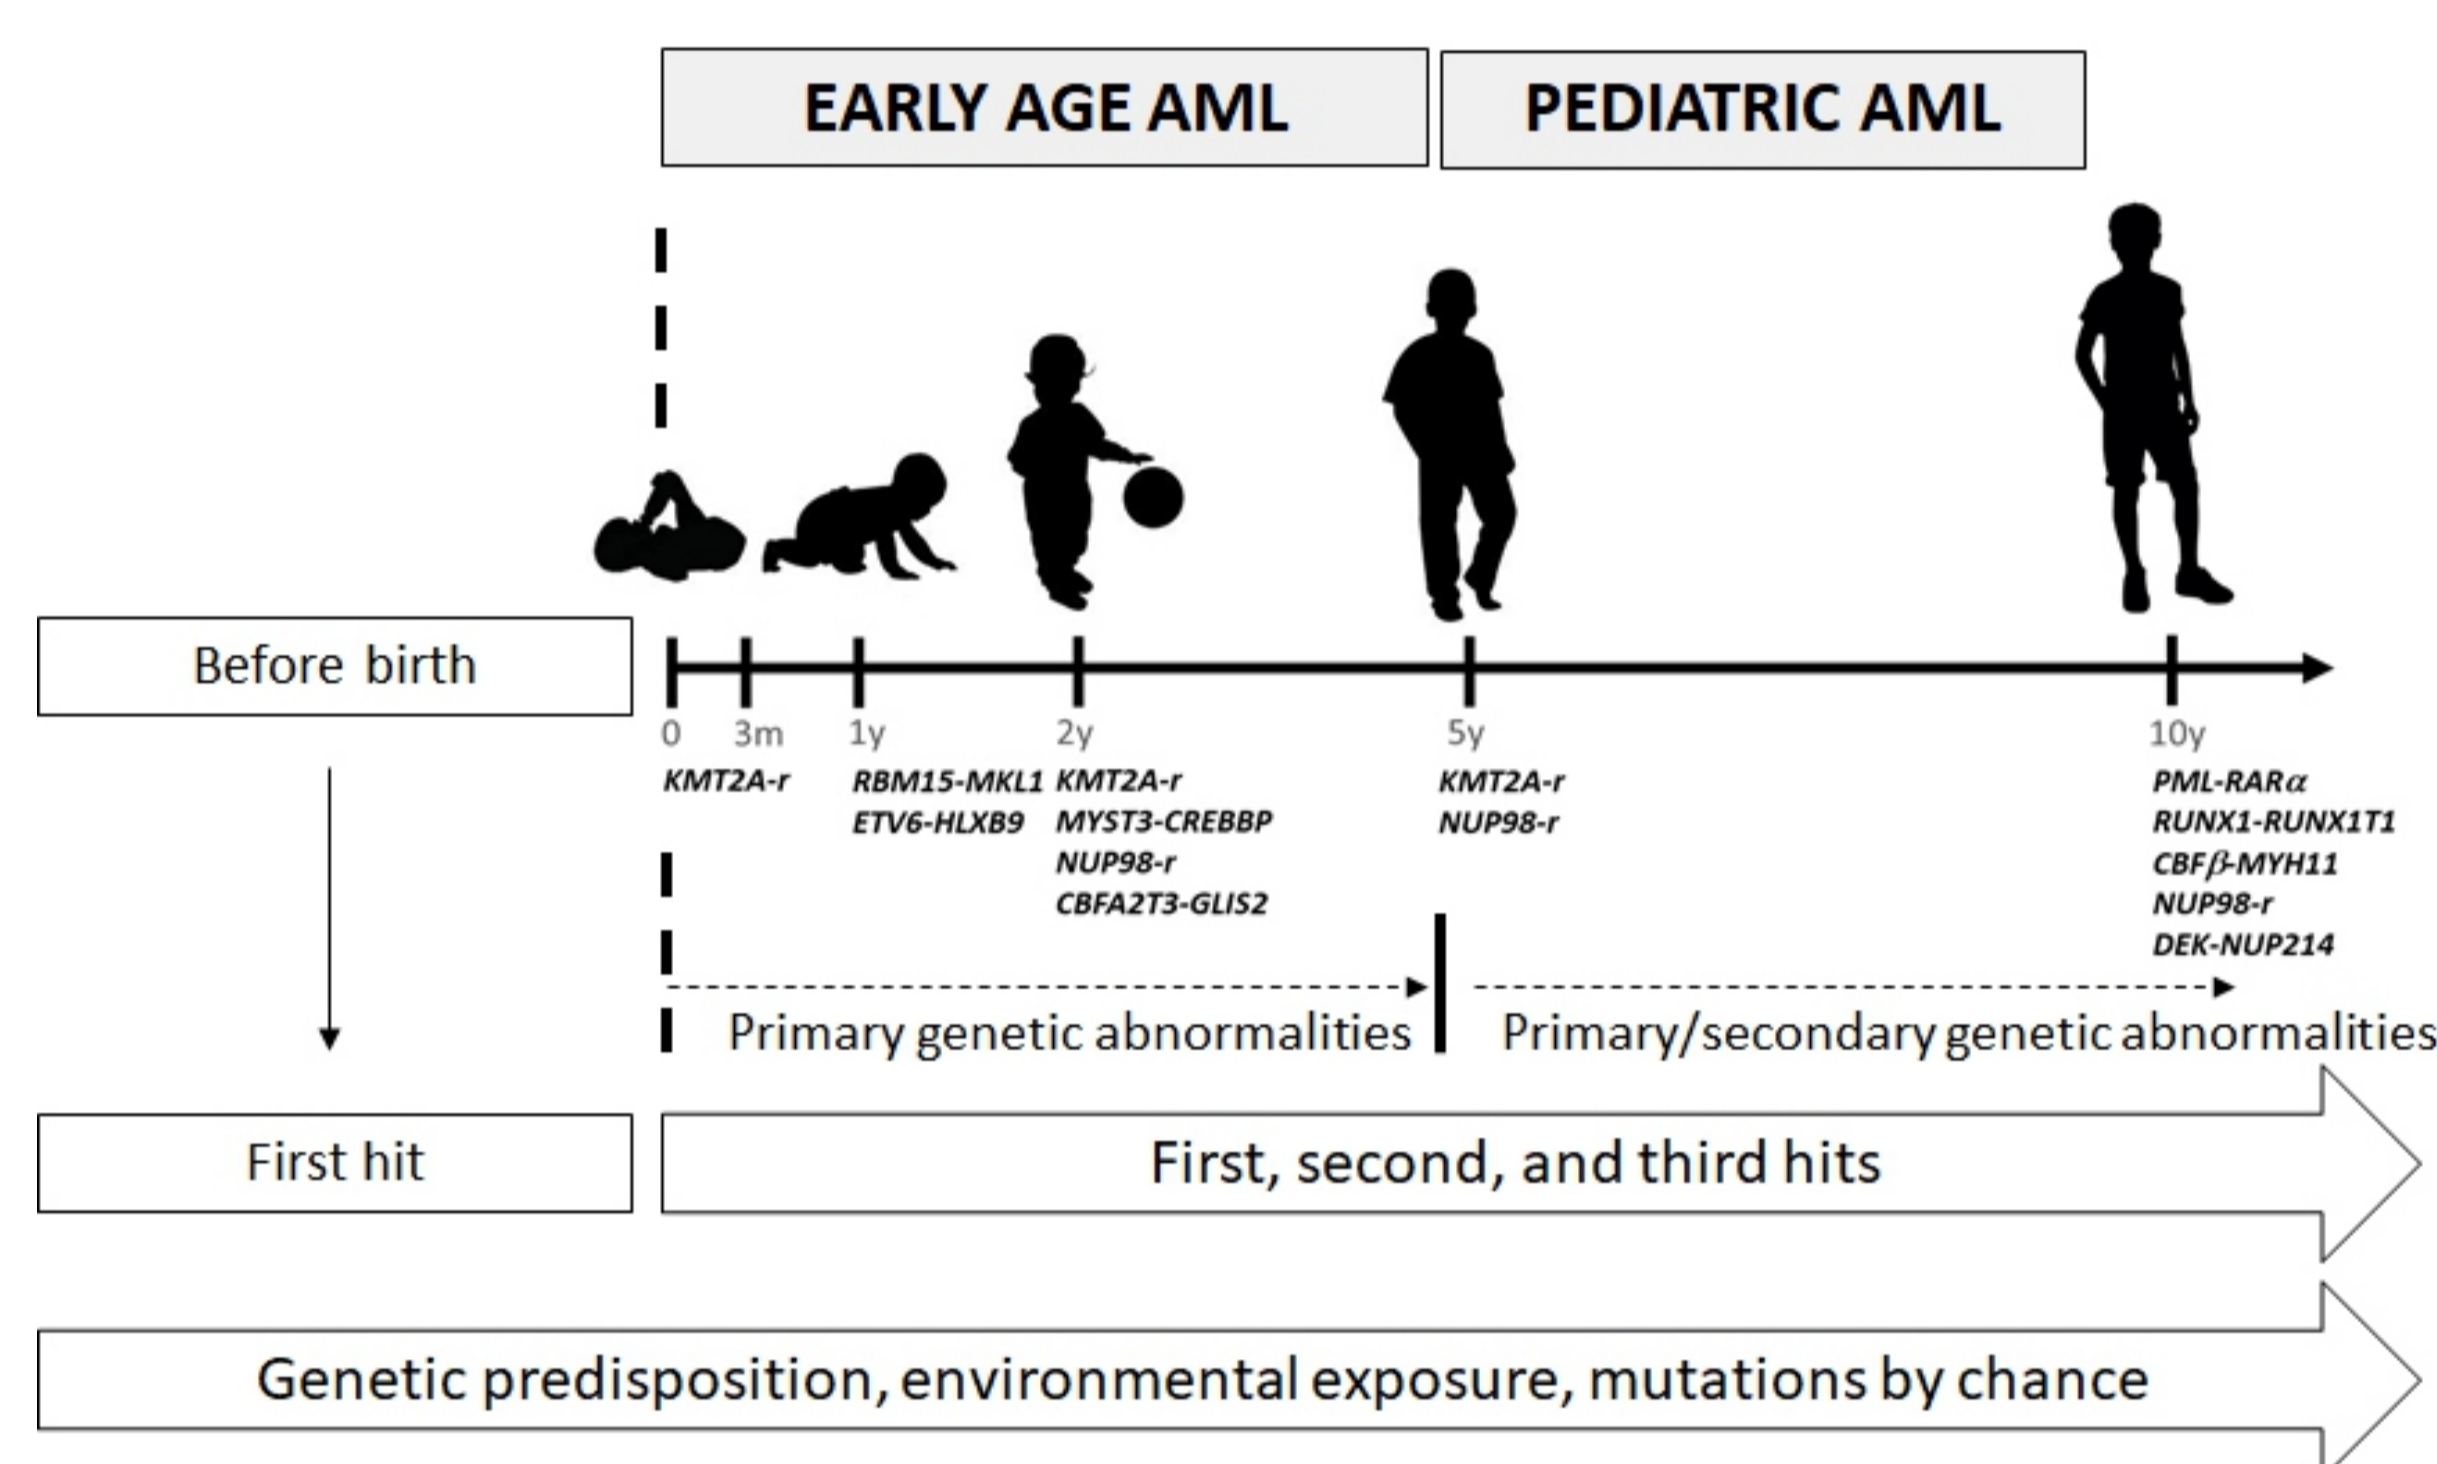 EARLY AGE AML
PEDIATRIC AML
Before birth
0
3m
1y
2y
5y
10y
KMT2A-r
RBM15-MKL1
ETV6-HLXB9
KMT2A-r
MYST3-CREBBP
NUP98-r
CBFA2T3-GLIS2
KMT2A-r
NUP98-r
PML-RARα
RUNX1-RUNX1T1
CBFβ-MYH11
NUP98-r
DEK-NUP214
Primary genetic abnormalities
Primary/secondary genetic abnormalities
First hit
First, second, and third hits
Genetic predisposition, environmental exposure, mutations by chance